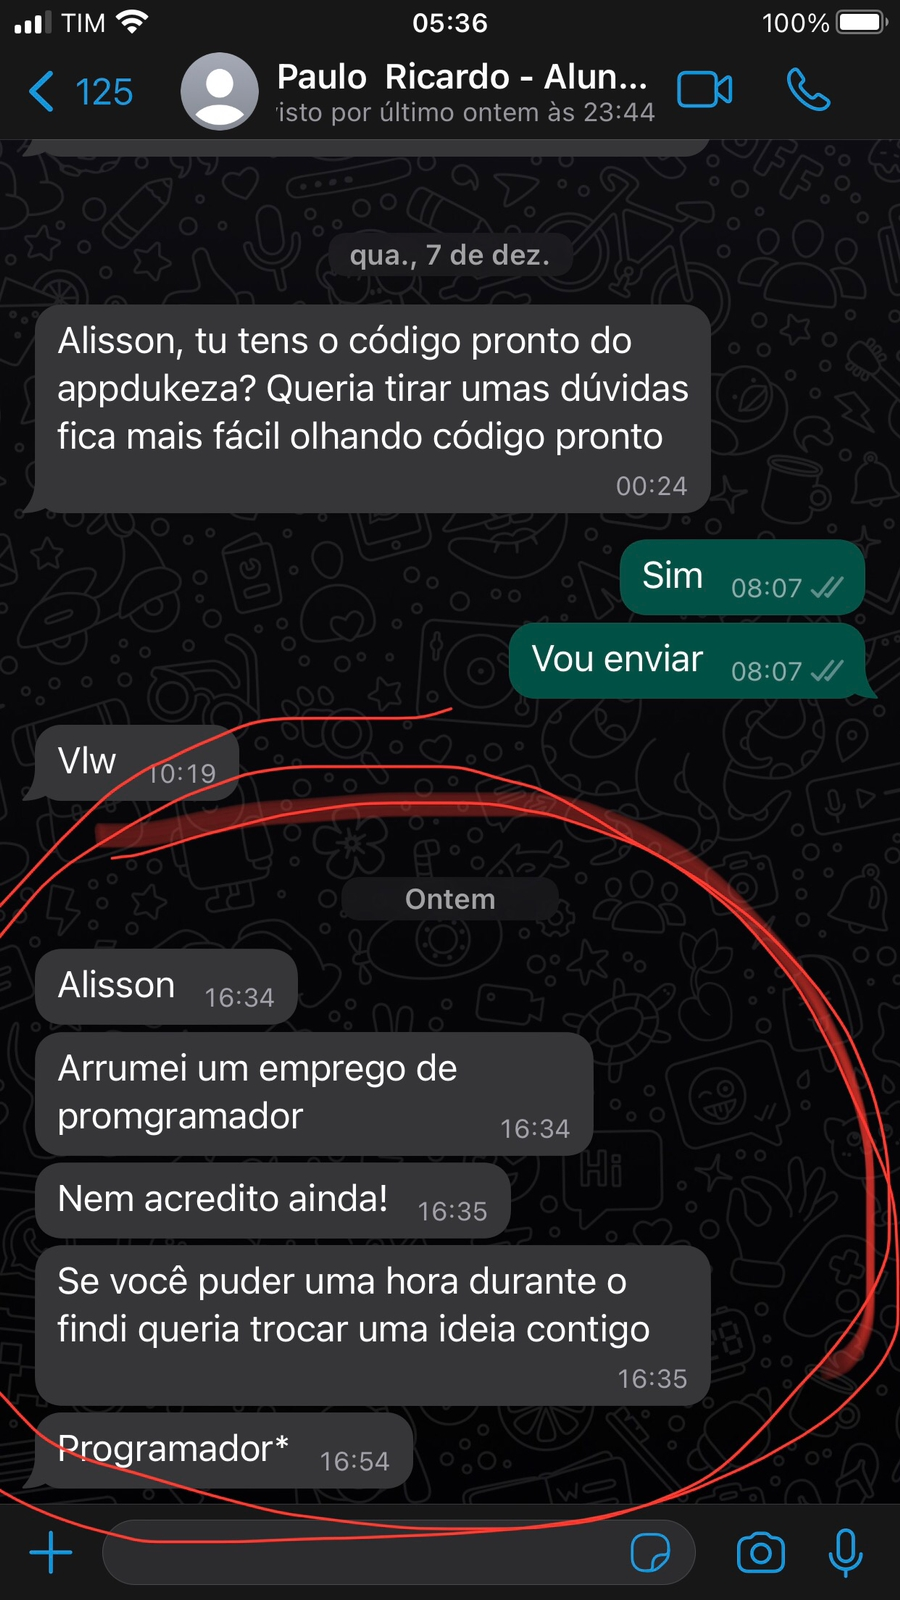 TIM 05:36 100%
125 Paulo Ricardo - Alun...
isto por último ontem às 23:44
qua., 7 de dez.
Alisson, tu tens o código pronto do
appdukeza? Queria tirar umas dúvidas
fica mais fácil olhando código pronto
00:24
Sim 08:07
Vou enviar 08:07
Vlw 10:19
Ontem
Alisson 16:34
Arrumei um emprego de
promgramador 16:34
Nem acredito ainda! 16:35
Se você puder uma hora durante o
findi queria trocar uma ideia contigo
16:35
Programador* 16:54